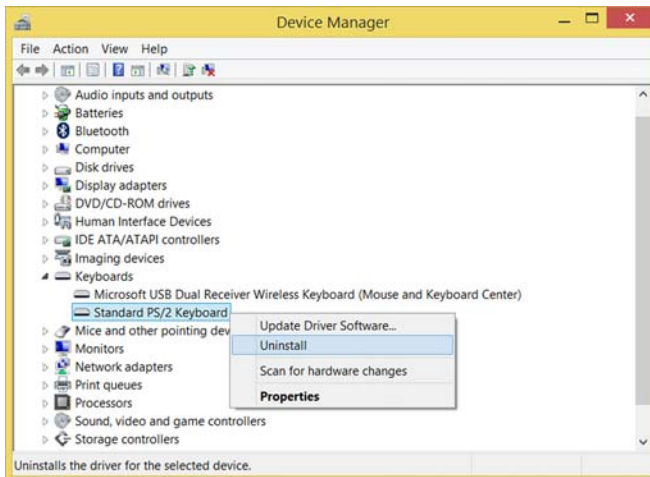 Device Manager
File Action View Help
Audio inputs and outputs
Batteries
Bluetooth
Computer
Disk drives
Display adapters
DVD/CD-ROM drives
Human Interface Devices
IDE ATA/ATAPI controllers
Imaging devices
Keyboards
Microsoft USB Dual Receiver Wireless Keyboard (Mouse and Keyboard Center)
Standard PS/2 Keyboard
Mice and other pointing dev
Monitors
Network adapters
Print queues
Processors
Sound, video and game controllers
Storage controllers
Update Driver Software...
Uninstall
Scan for hardware changes
Properties
Uninstalls the driver for the selected device.